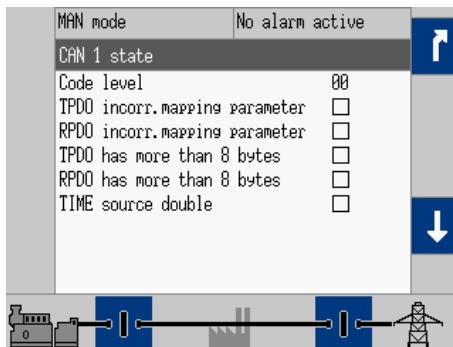 MAN mode No alarm active
CAN 1 state
Code level 00
TPDO incorr.mapping parameter
RPDO incorr.mapping parameter
TPDO has more than 8 bytes
RPDO has more than 8 bytes
TIME source double
0